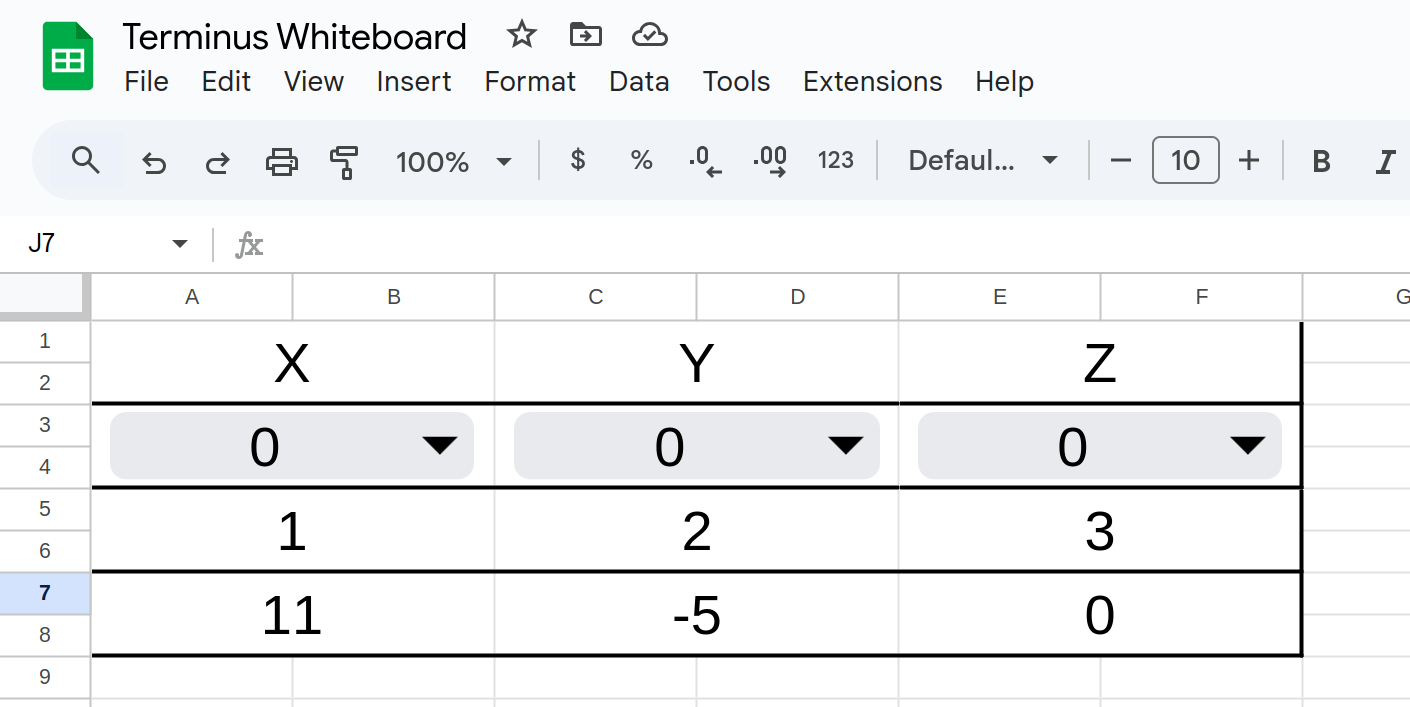 Terminus Whiteboard
File Edit View Insert Format Data Tools Extensions Help
100% $ % .0 .00 123 Defaul... 10 B I
J7 fx
A B C D E F G
1
2
X Y Z
3
4
0 0 0
5
6
1 2 3
7
8
11 -5 0
9